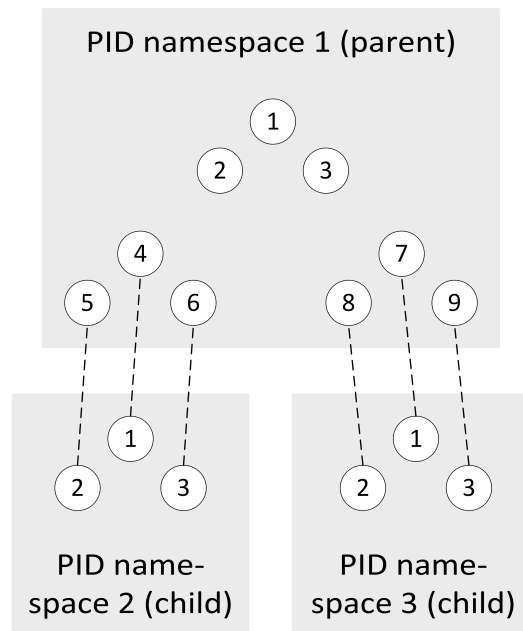 PID namespace 1 (parent)
1
2 3
4 7
5 6 8 9
1 1
2 3 2 3
PID name- PID name-
space 2 (child) space 3 (child)